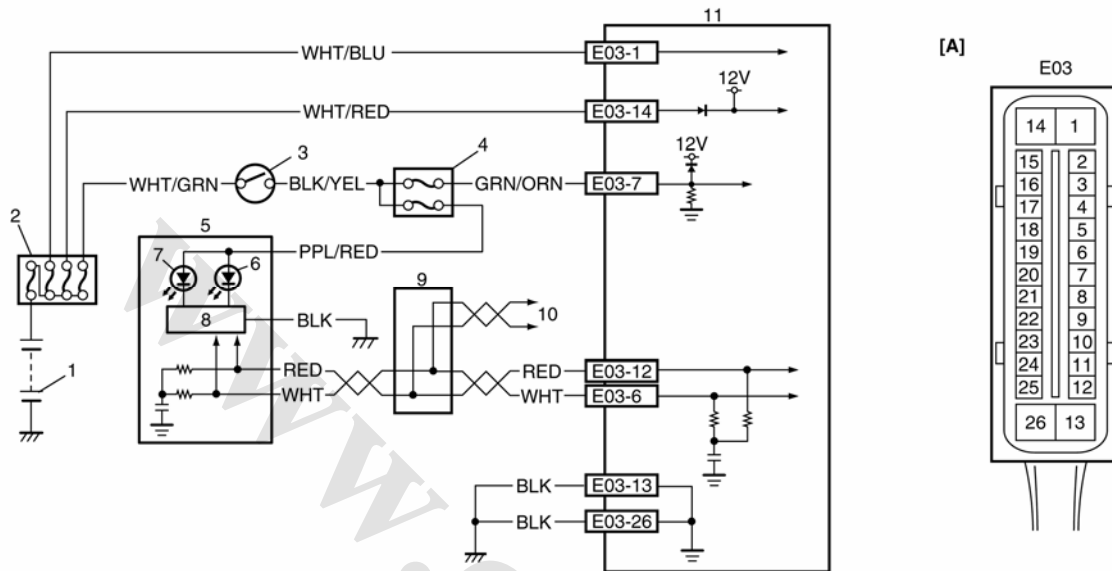 11
WHT/BLU E03-1
[A]
E03
12V
WHT/RED E03-14
14 1
3 4 12V
15 2
WHT/GRN BLK/YEL GRN/ORN E03-7
16 3
17 4
2 5
18 5
PPL/RED
19 6
7 6 9
20 7
10
21 8
8 BLK
22 9
23 10
1 RED RED E03-12
24 11
WHT WHT E03-6
25 12
26 13
BLK E03-13
BLK E03-26
www.